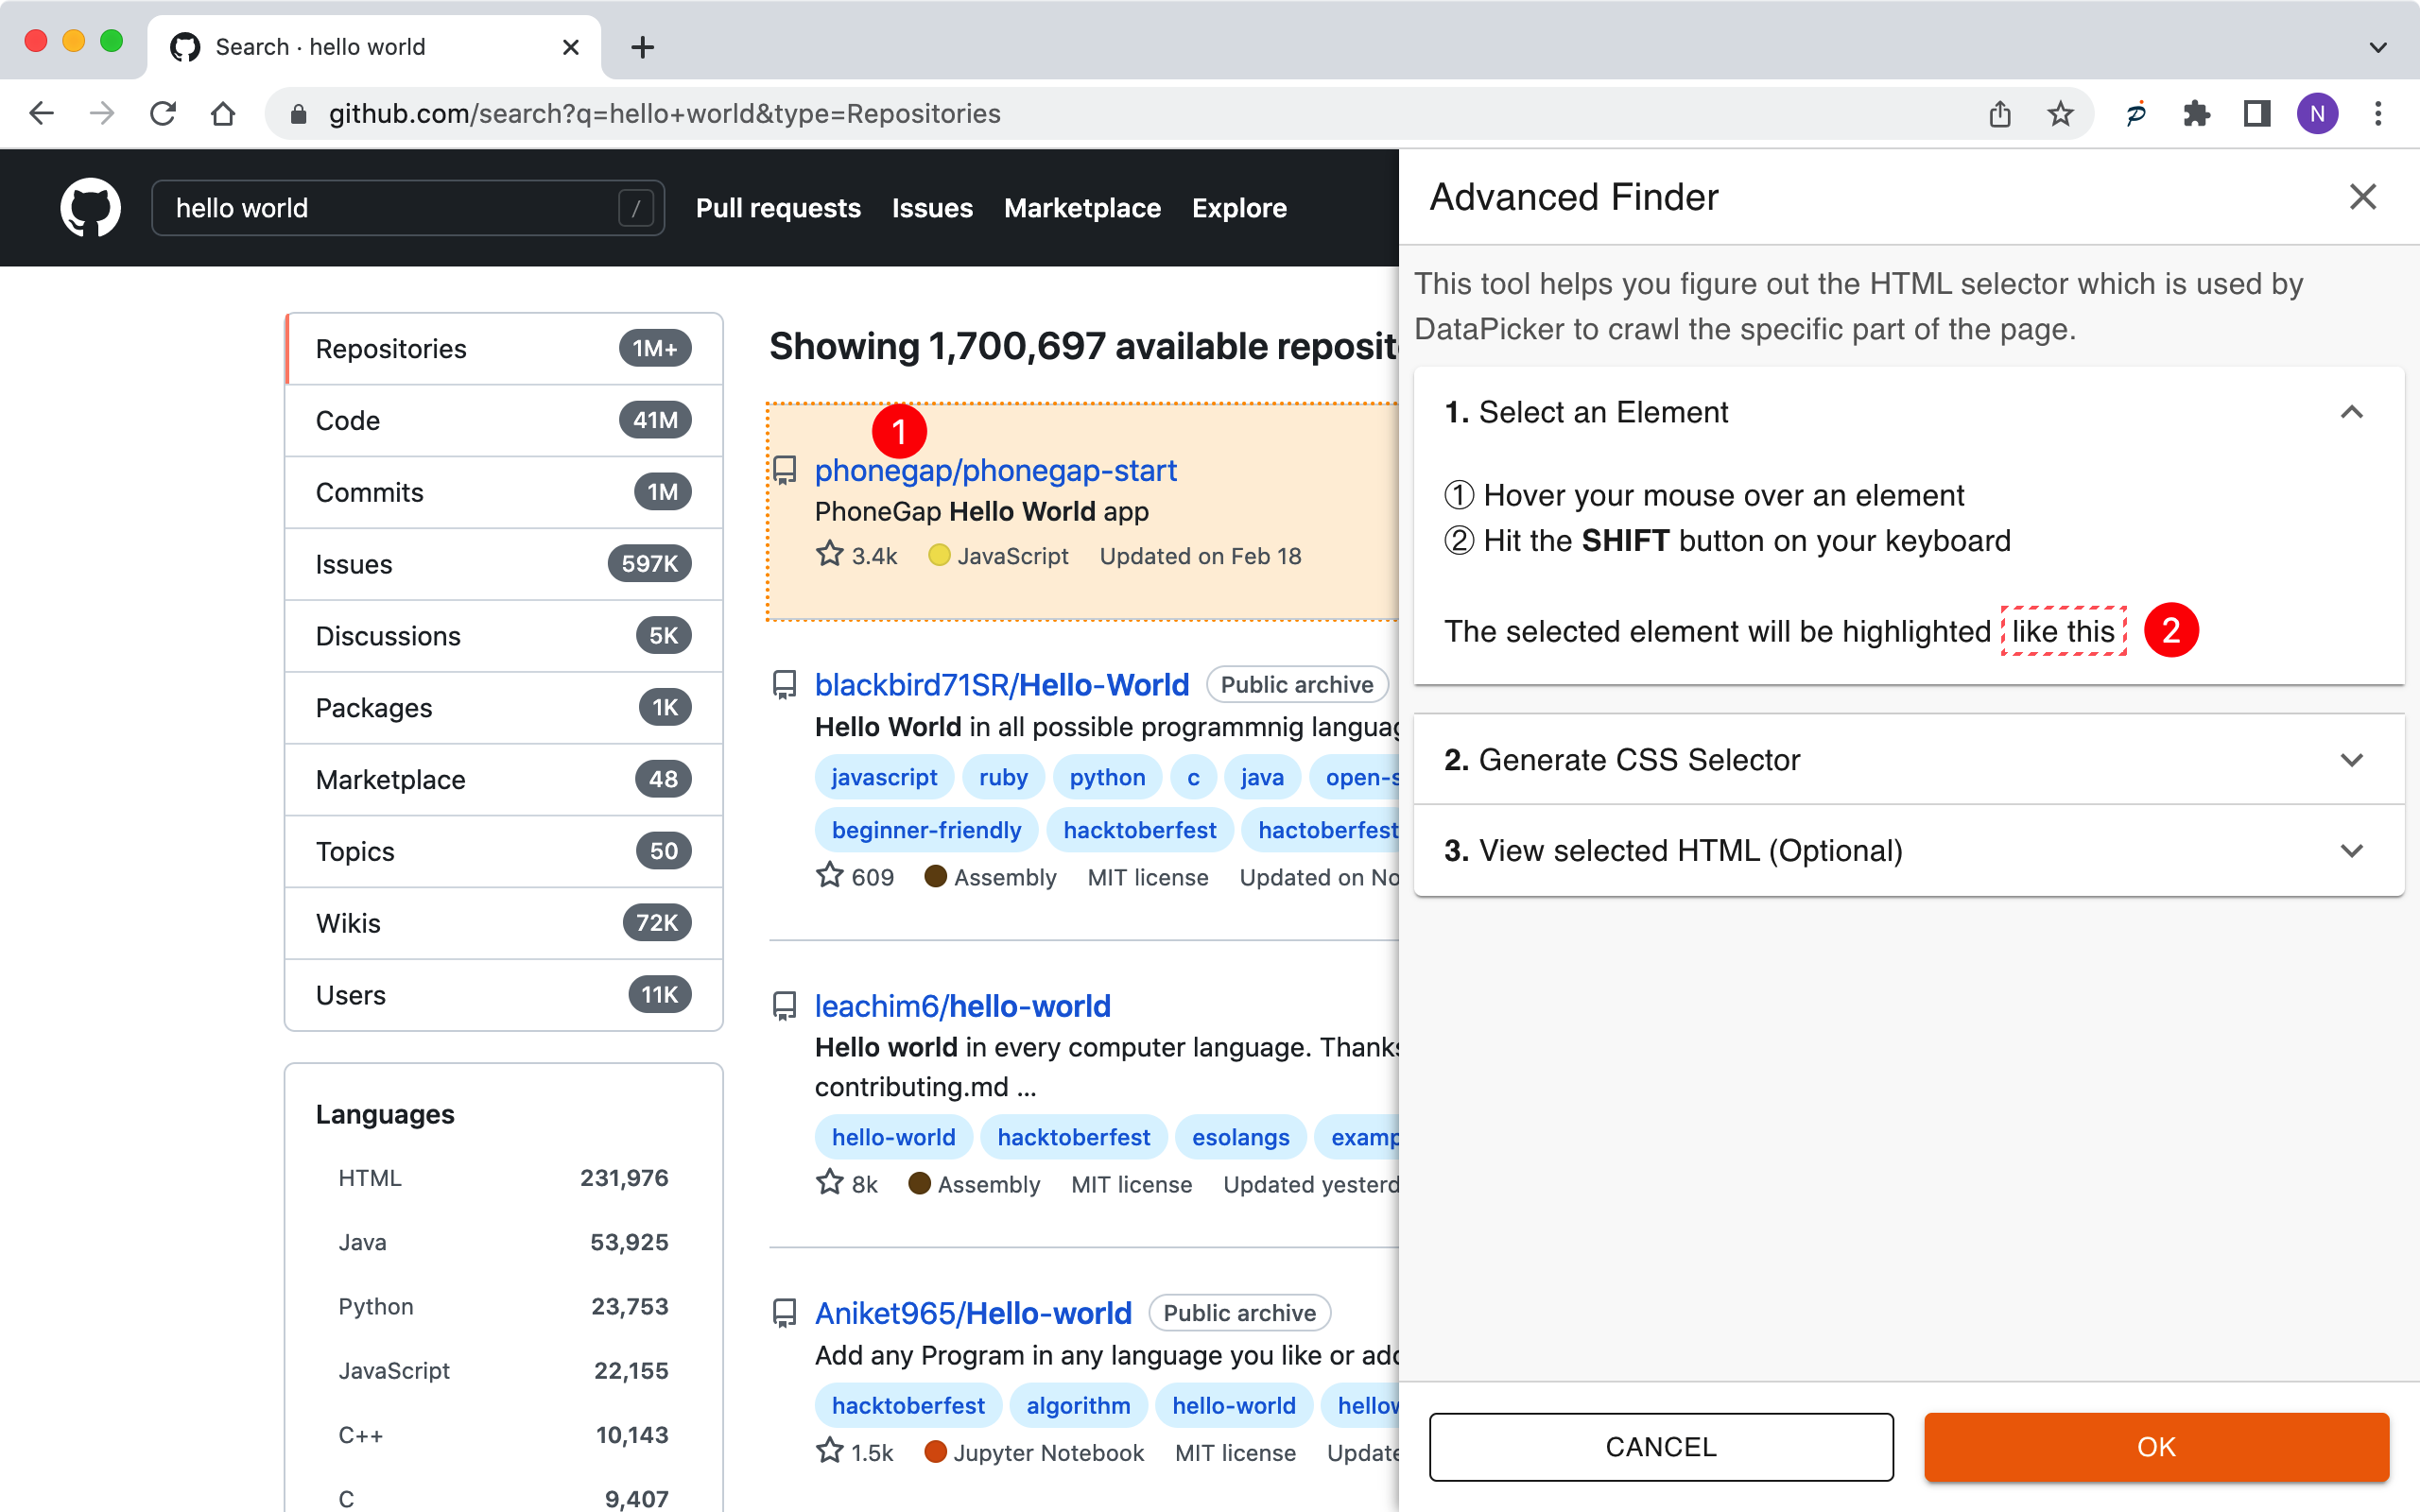 Search · hello world
github.com/search?q=hello+world&type=Repositories
N
hello world
/
Pull requests Issues Marketplace Explore
Repositories 1M+
Code 41M
Commits 1M
Issues 597K
Discussions 5K
Packages 1K
Marketplace 48
Topics 50
Wikis 72K
Users 11K
Languages
HTML 231,976
Java 53,925
Python 23,753
JavaScript 22,155
C++ 10,143
C 9,407
Showing 1,700,697 available reposit
1
phonegap/phonegap-start
PhoneGap Hello World app
3.4k JavaScript Updated on Feb 18
blackbird71SR/Hello-World Public archive
Hello World in all possible programmnig languag
javascript ruby python c java open-s
beginner-friendly hacktoberfest hactoberfest
609 Assembly MIT license Updated on No
leachim6/hello-world
Hello world in every computer language. Thanks
contributing.md ...
hello-world hacktoberfest esolangs examp
8k Assembly MIT license Updated yesterd
Aniket965/Hello-world Public archive
Add any Program in any language you like or add
hacktoberfest algorithm hello-world hellow
1.5k Jupyter Notebook MIT license Update
Advanced Finder
This tool helps you figure out the HTML selector which is used by
DataPicker to crawl the specific part of the page.
1. Select an Element
① Hover your mouse over an element
② Hit the SHIFT button on your keyboard
The selected element will be highlighted like this 2
2. Generate CSS Selector
3. View selected HTML (Optional)
CANCEL OK